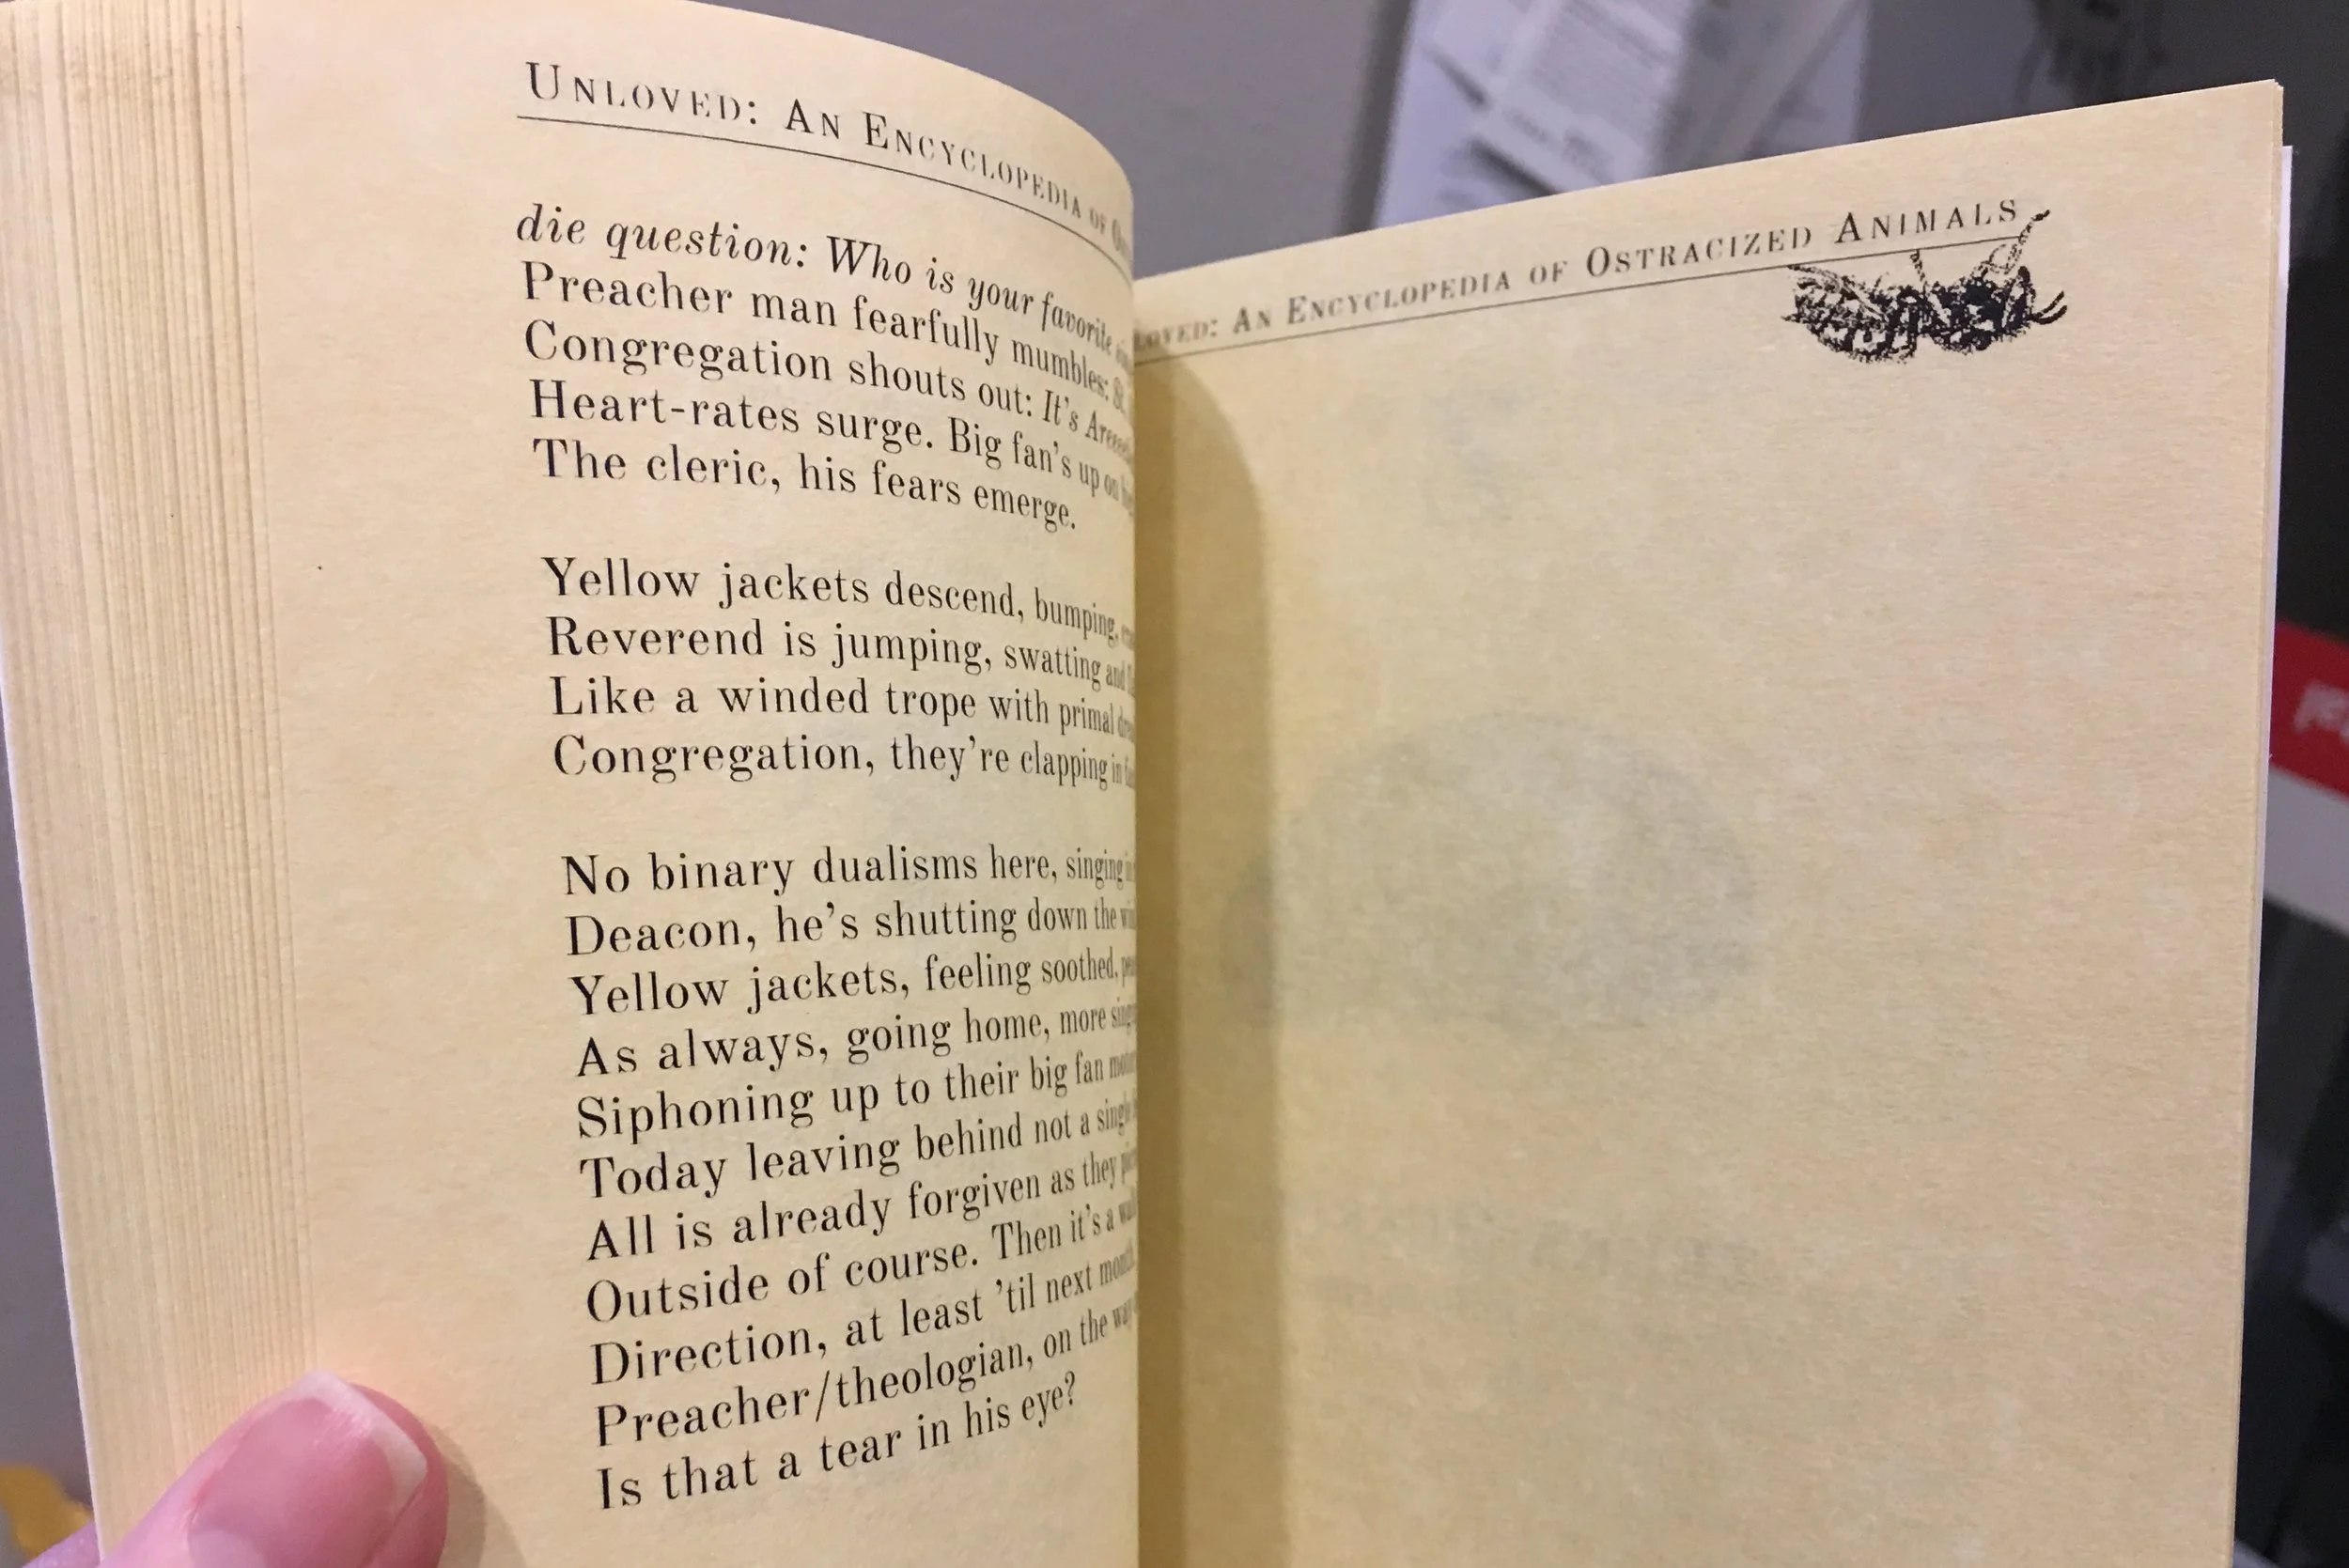 UNLOVED: AN ENCYCLOPEDIA OF
die question: Who is your favorite
Preacher man fearfully mumbles:
Congregation shouts out: It's
Heart-rates surge. Big fan's up on
The cleric, his fears emerge.
Yellow jackets descend, bumping,
Reverend is jumping, swatting and
Like a winded trope with primal
Congregation, they're clapping in
No binary dualisms here, singing
Deacon, he's shutting down the
Yellow jackets, feeling soothed,
As always, going home, more
Siphoning up to their big fan
Today leaving behind not a single
All is already forgiven as they
Outside of course. Then it's a
Direction, at least 'til next month
Preacher/theologian, on the way
Is that a tear in his eye?
LOVED: AN ENCYCLOPEDIA OF OSTRACIZED ANIMALS